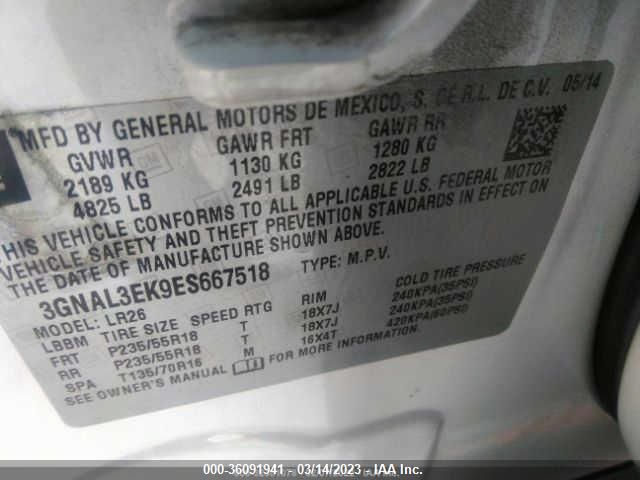 MFD BY GENERAL MOTORS DE MEXICO, S. DE R.L. DE C.V. 05/14
GVWR GAWR FRT GAWR RR
2189 KG 1130 KG 1280 KG
4825 LB 2491 LB 2822 LB
THIS VEHICLE CONFORMS TO ALL APPLICABLE U.S. FEDERAL MOTOR
VEHICLE SAFETY AND THEFT PREVENTION STANDARDS IN EFFECT ON
THE DATE OF MANUFACTURE SHOWN ABOVE.
3GNAL3EK9ES667518 TYPE: M.P.V.
MODEL: LR26
LBBM TIRE SIZE SPEED RTG RIM COLD TIRE PRESSURE
FRT P235/55R18 T 18X7J 240KPA(35PSI)
RR P235/55R18 T 18X7J 240KPA(35PSI)
SPA T135/70R16 M 16X4T 420KPA(60PSI)
SEE OWNER'S MANUAL FOR MORE INFORMATION.
000-36091941 - 03/14/2023 - IAA Inc.